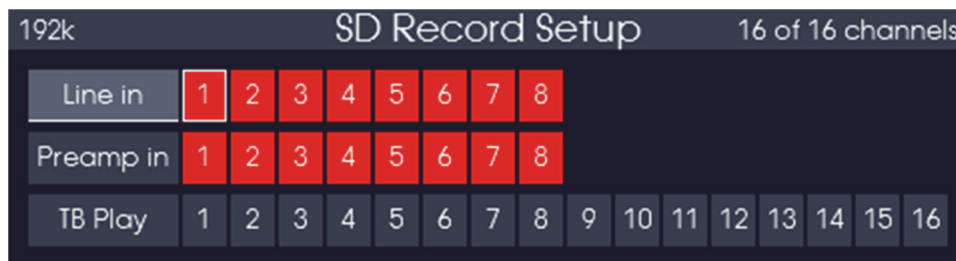 192k SD Record Setup 16 of 16 channels
Line in 1 2 3 4 5 6 7 8
Preamp in 1 2 3 4 5 6 7 8
TB Play 1 2 3 4 5 6 7 8 9 10 11 12 13 14 15 16